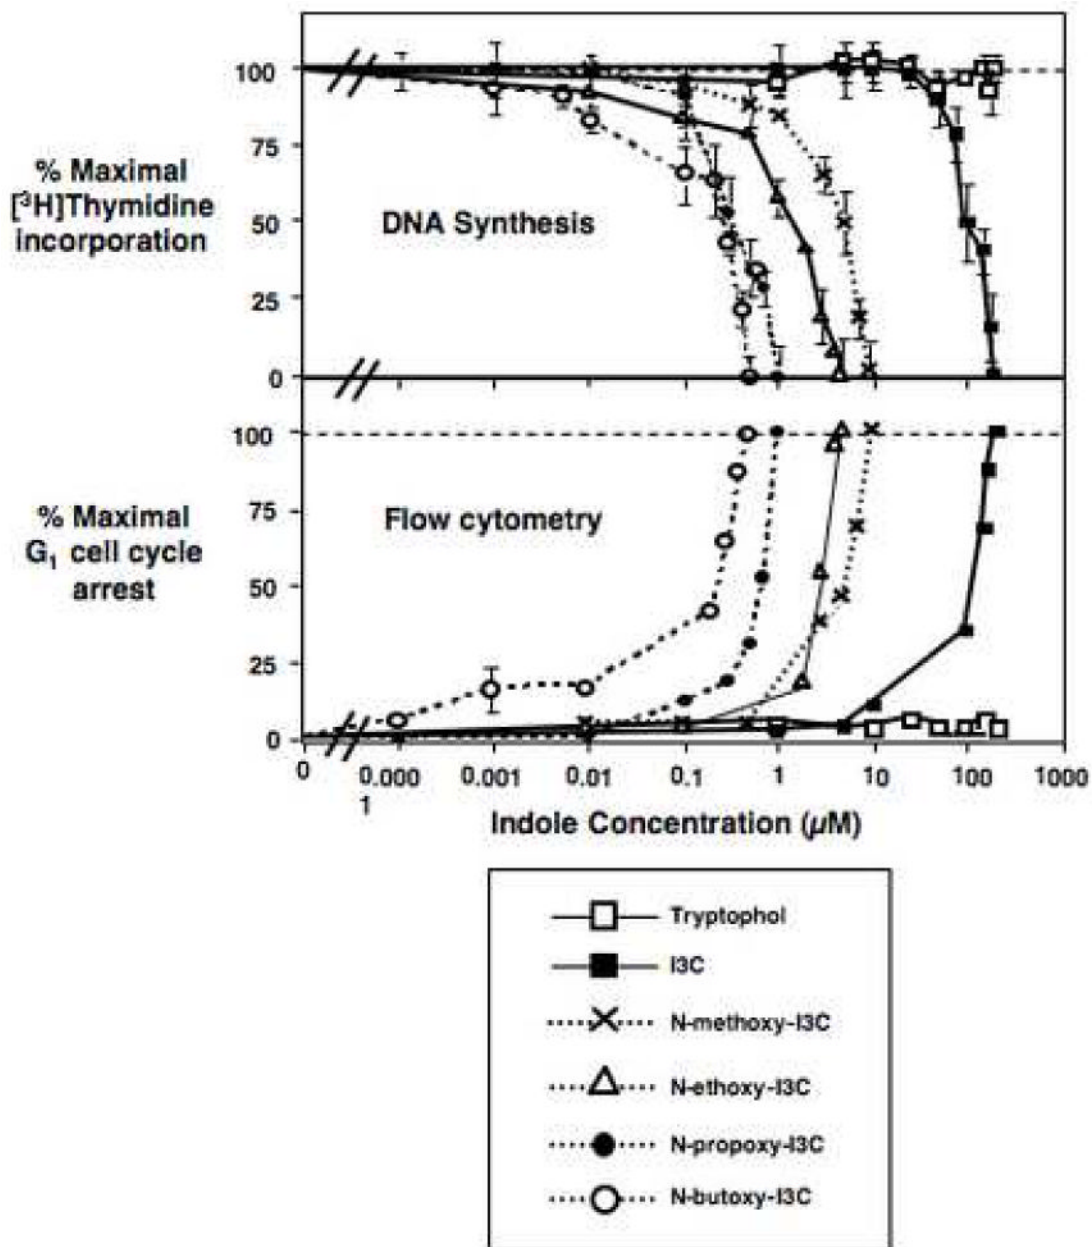 100
75
50
25
0
% Maximal
[³H]Thymidine
incorporation
DNA Synthesis
100
75
50
25
0
% Maximal
G₁ cell cycle
arrest
Flow cytometry
0 0.000 0.001 0.01 0.1 1 10 100 1000
1
Indole Concentration (µM)
Tryptophol
I3C
N-methoxy-I3C
N-ethoxy-I3C
N-propoxy-I3C
N-butoxy-I3C